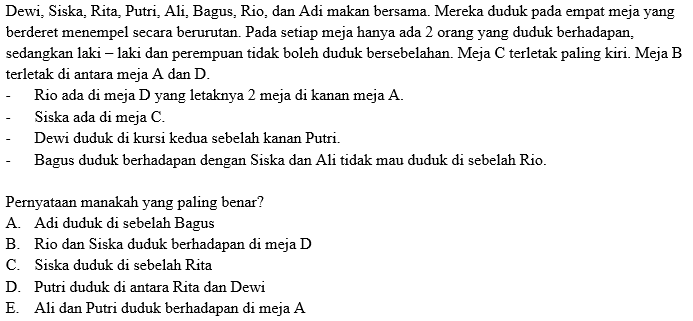 Dewi, Siska, Rita, Putri, Ali, Bagus, Rio, dan Adi makan bersama. Mereka duduk pada empat meja yang
berderet menempel secara berurutan. Pada setiap meja hanya ada 2 orang yang duduk berhadapan,
sedangkan laki – laki dan perempuan tidak boleh duduk bersebelahan. Meja C terletak paling kiri. Meja B
terletak di antara meja A dan D.
- Rio ada di meja D yang letaknya 2 meja di kanan meja A.
- Siska ada di meja C.
- Dewi duduk di kursi kedua sebelah kanan Putri.
- Bagus duduk berhadapan dengan Siska dan Ali tidak mau duduk di sebelah Rio.
Pernyataan manakah yang paling benar?
A. Adi duduk di sebelah Bagus
B. Rio dan Siska duduk berhadapan di meja D
C. Siska duduk di sebelah Rita
D. Putri duduk di antara Rita dan Dewi
E. Ali dan Putri duduk berhadapan di meja A